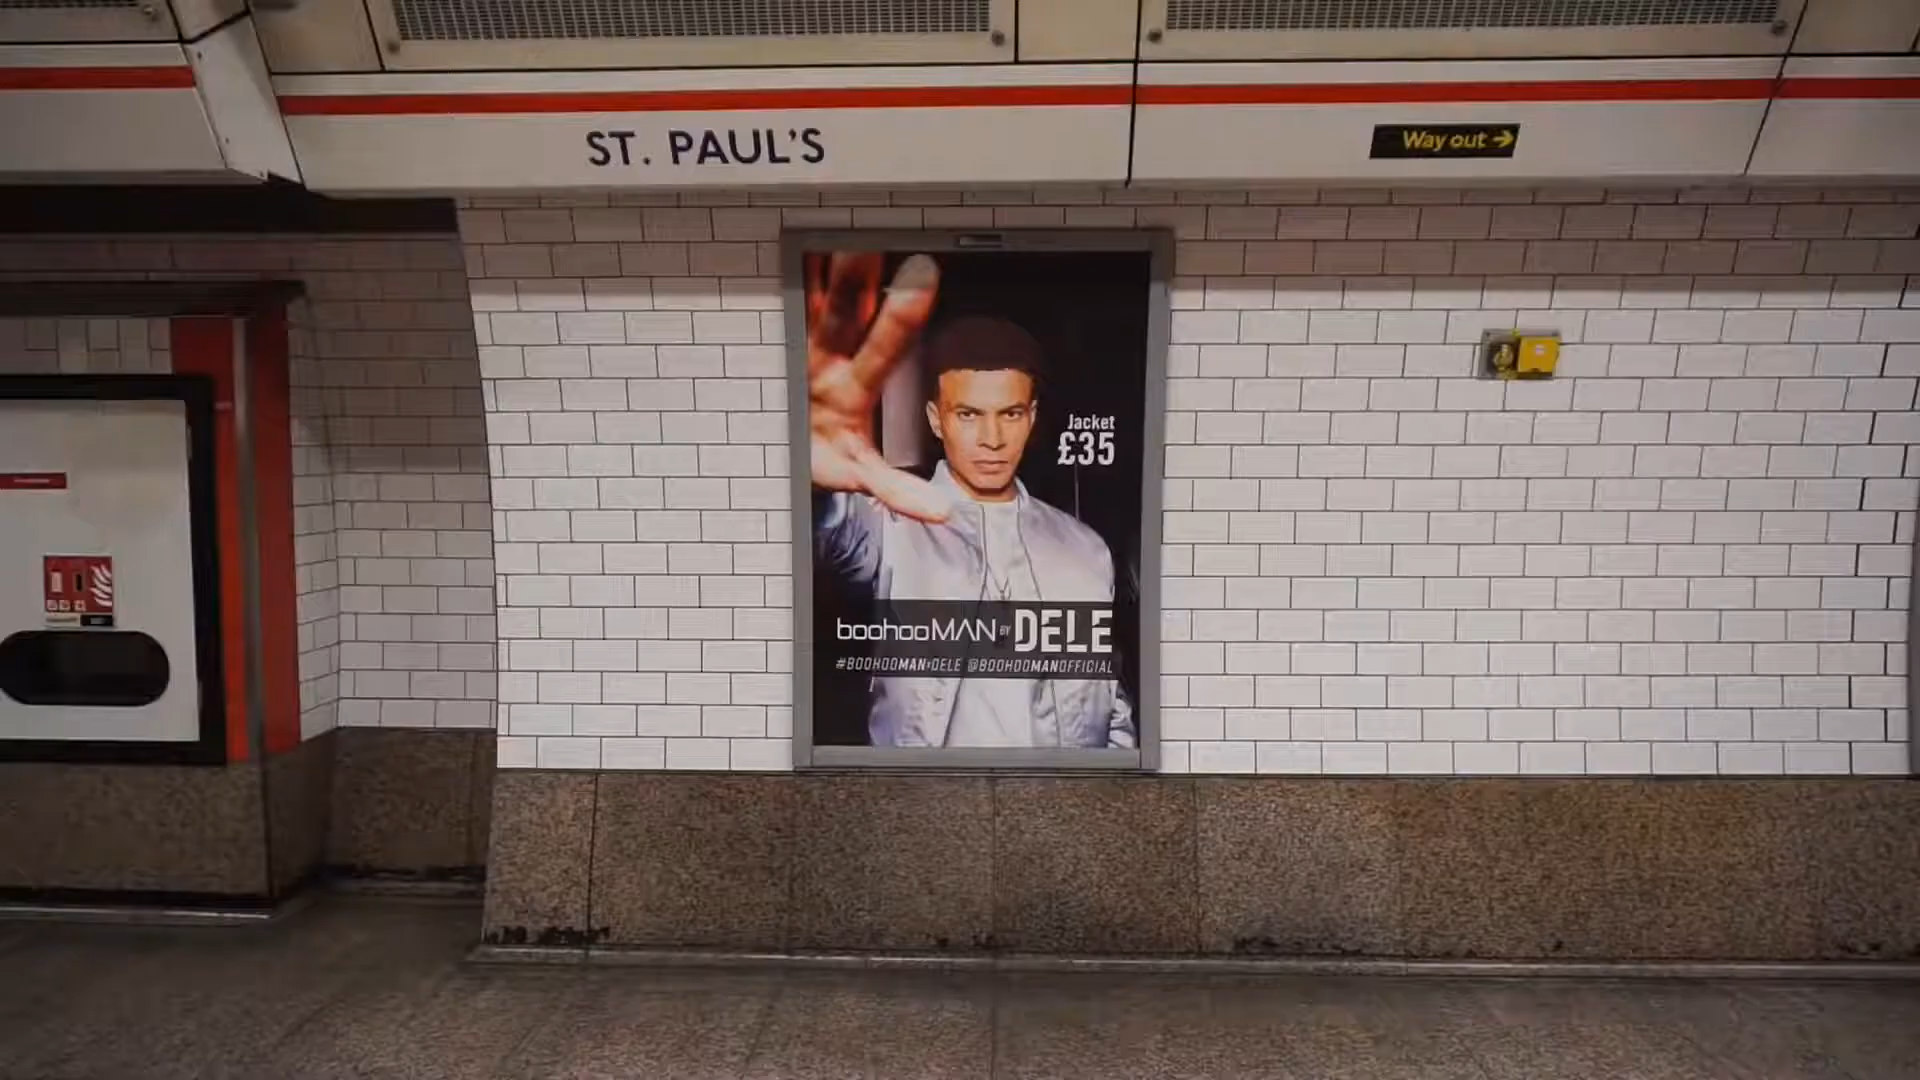 ST. PAUL'S
Way out →
Jacket
£35
boohooMAN BY DELE
#BOOHOOMANxDELE @BOOHOOMANOFFICIAL